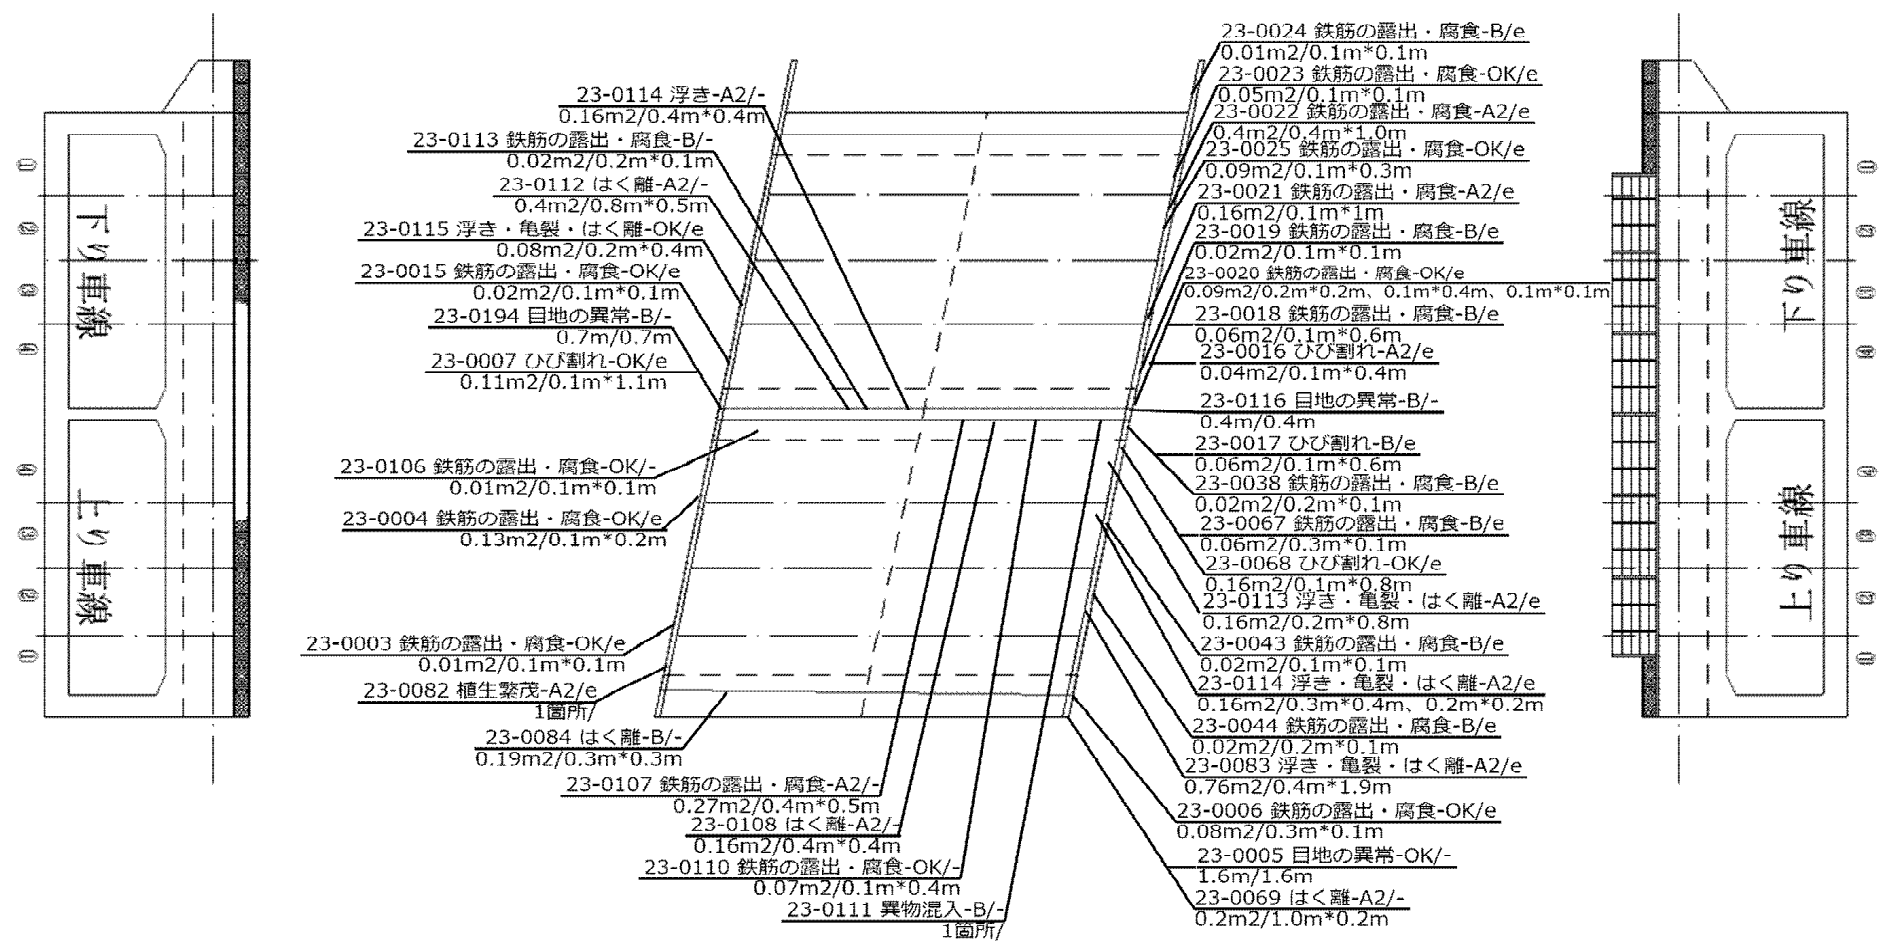 23-0114 浮き-A2/-
0.16m2/0.4m*0.4m
23-0113 鉄筋の露出・腐食-B/-
0.02m2/0.2m*0.1m
23-0112 はく離-A2/-
0.4m2/0.8m*0.5m
23-0115 浮き・亀裂・はく離-OK/e
0.08m2/0.2m*0.4m
23-0015 鉄筋の露出・腐食-OK/e
0.02m2/0.1m*0.1m
23-0194 目地の異常-B/-
0.7m/0.7m
23-0007 ひび割れ-OK/e
0.11m2/0.1m*1.1m
23-0106 鉄筋の露出・腐食-OK/-
0.01m2/0.1m*0.1m
23-0004 鉄筋の露出・腐食-OK/e
0.13m2/0.1m*0.2m
23-0003 鉄筋の露出・腐食-OK/e
0.01m2/0.1m*0.1m
23-0082 植生繁茂-A2/e
1箇所/
23-0084 はく離-B/-
0.19m2/0.3m*0.3m
23-0107 鉄筋の露出・腐食-A2/-
0.27m2/0.4m*0.5m
23-0108 はく離-A2/-
0.16m2/0.4m*0.4m
23-0110 鉄筋の露出・腐食-OK/-
0.07m2/0.1m*0.4m
23-0111 異物混入-B/-
1箇所/
23-0024 鉄筋の露出・腐食-B/e
0.01m2/0.1m*0.1m
23-0023 鉄筋の露出・腐食-OK/e
0.05m2/0.1m*0.1m
23-0022 鉄筋の露出・腐食-A2/e
0.4m2/0.4m*1.0m
23-0025 鉄筋の露出・腐食-OK/e
0.09m2/0.1m*0.3m
23-0021 鉄筋の露出・腐食-A2/e
0.16m2/0.1m*1m
23-0019 鉄筋の露出・腐食-B/e
0.02m2/0.1m*0.1m
23-0020 鉄筋の露出・腐食-OK/e
0.09m2/0.2m*0.2m、0.1m*0.4m、0.1m*0.1m
23-0018 鉄筋の露出・腐食-B/e
0.06m2/0.1m*0.6m
23-0016 ひび割れ-A2/e
0.04m2/0.1m*0.4m
23-0116 目地の異常-B/-
0.4m/0.4m
23-0017 ひび割れ-B/e
0.06m2/0.1m*0.6m
23-0038 鉄筋の露出・腐食-B/e
0.02m2/0.2m*0.1m
23-0067 鉄筋の露出・腐食-B/e
0.06m2/0.3m*0.1m
23-0068 ひび割れ-OK/e
0.16m2/0.1m*0.8m
23-0113 浮き・亀裂・はく離-A2/e
0.16m2/0.2m*0.8m
23-0043 鉄筋の露出・腐食-B/e
0.02m2/0.1m*0.1m
23-0114 浮き・亀裂・はく離-A2/e
0.16m2/0.3m*0.4m、0.2m*0.2m
23-0044 鉄筋の露出・腐食-B/e
0.02m2/0.2m*0.1m
23-0083 浮き・亀裂・はく離-A2/e
0.76m2/0.4m*1.9m
23-0006 鉄筋の露出・腐食-OK/e
0.08m2/0.3m*0.1m
23-0005 目地の異常-OK/-
1.6m/1.6m
23-0069 はく離-A2/-
0.2m2/1.0m*0.2m
下り車線
上り車線
下り車線
上り車線